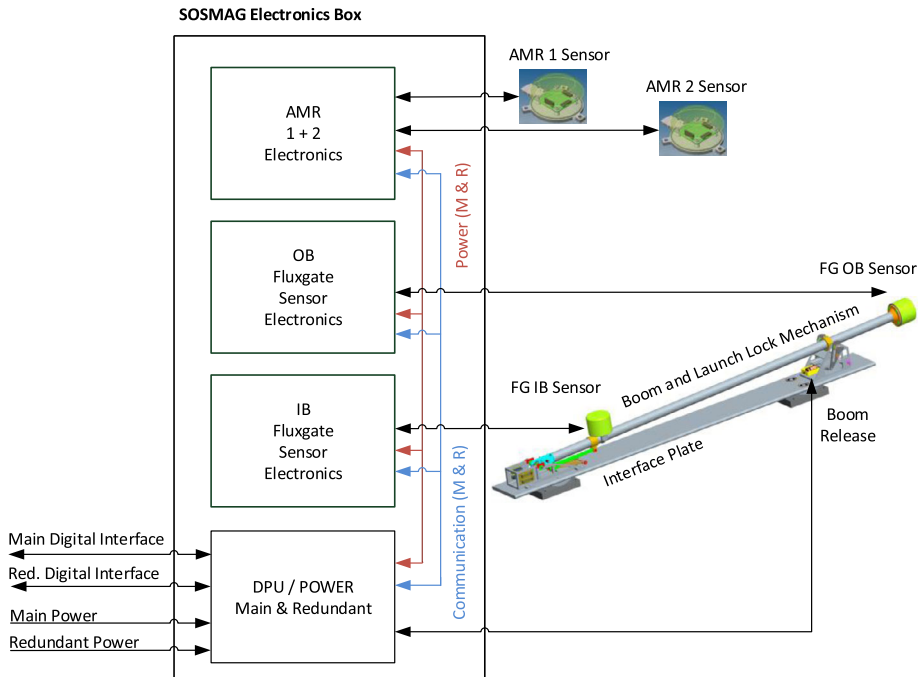 SOSMAG Electronics Box
AMR 1 Sensor
AMR 2 Sensor
AMR
1 + 2
Electronics
Power (M & R)
OB
Fluxgate
Sensor
Electronics
FG OB Sensor
Boom and Launch Lock Mechanism
FG IB Sensor
IB
Fluxgate
Sensor
Electronics
Boom
Release
Interface Plate
Communication (M & R)
Main Digital Interface
Red. Digital Interface
Main Power
Redundant Power
DPU / POWER
Main & Redundant